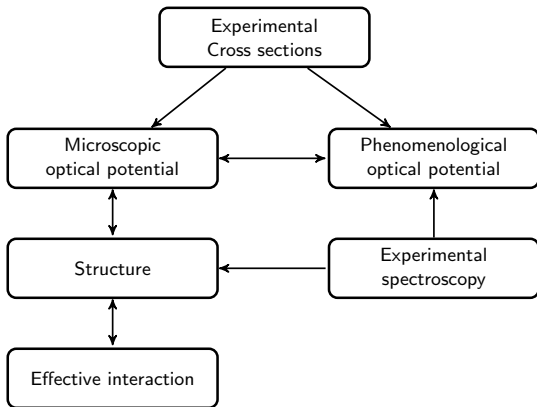 Experimental
Cross sections
Microscopic
optical potential
Phenomenological
optical potential
Structure
Experimental
spectroscopy
Effective interaction